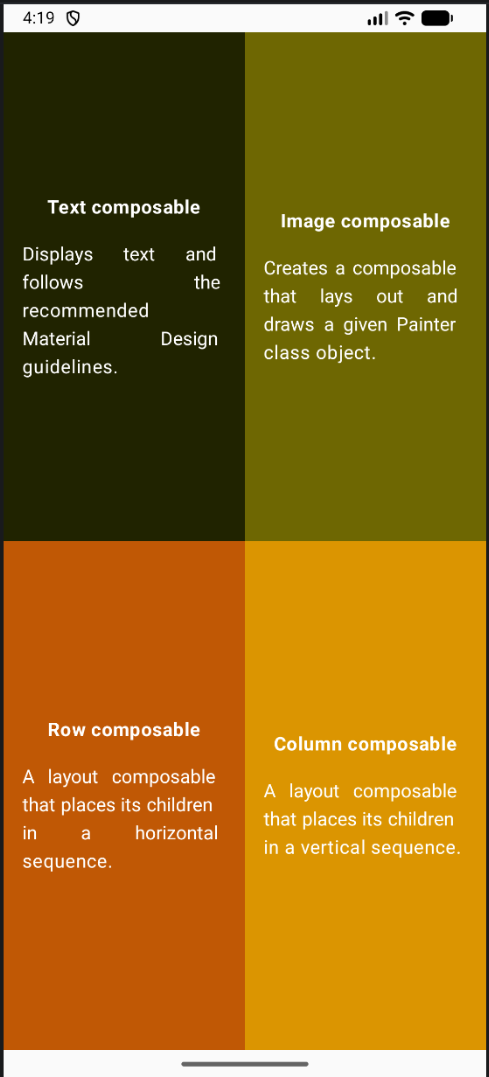 4:19
Text composable
Displays text and
follows the
recommended
Material Design
guidelines.
Image composable
Creates a composable
that lays out and
draws a given Painter
class object.
Row composable
A layout composable
that places its children
in a horizontal
sequence.
Column composable
A layout composable
that places its children
in a vertical sequence.